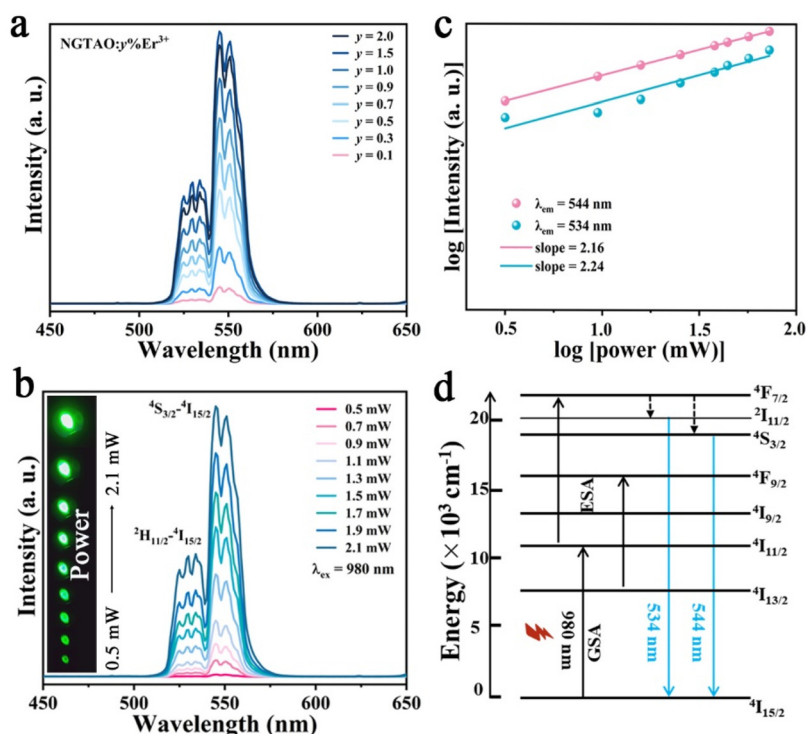 a
NGTAO:y%Er³⁺
y = 2.0
y = 1.5
y = 1.0
y = 0.9
y = 0.7
y = 0.5
y = 0.3
y = 0.1
Intensity (a. u.)
450 500 550 600 650
Wavelength (nm)
c
log [Intensity (a. u.)]
λem = 544 nm
λem = 534 nm
slope = 2.16
slope = 2.24
0.5 1.0 1.5 2.0
log [power (mW)]
b
⁴S3/2-⁴I15/2
²H11/2-⁴I15/2
0.5 mW
0.7 mW
0.9 mW
1.1 mW
1.3 mW
1.5 mW
1.7 mW
1.9 mW
2.1 mW
λex = 980 nm
Power
0.5 mW
2.1 mW
Intensity (a. u.)
450 500 550 600 650
Wavelength (nm)
d
Energy (×10³ cm⁻¹)
20
15
10
5
0
⁴F7/2
²I11/2
⁴S3/2
⁴F9/2
⁴I9/2
⁴I11/2
⁴I13/2
⁴I15/2
ESA
980 nm
GSA
534 nm
544 nm